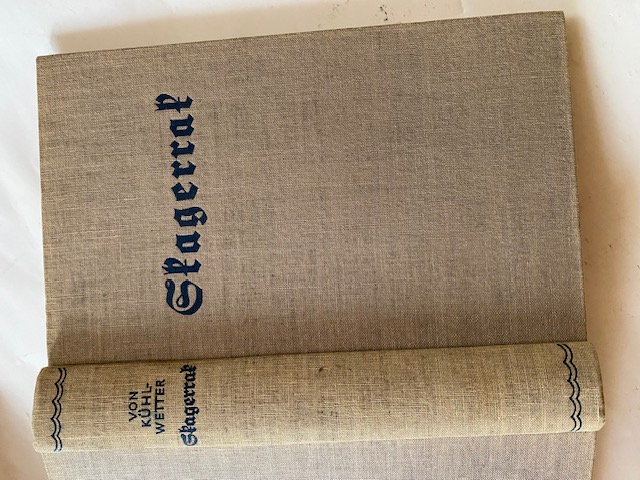 Skagerrak
VON
KÜHL-
WETTER
Skagerrak